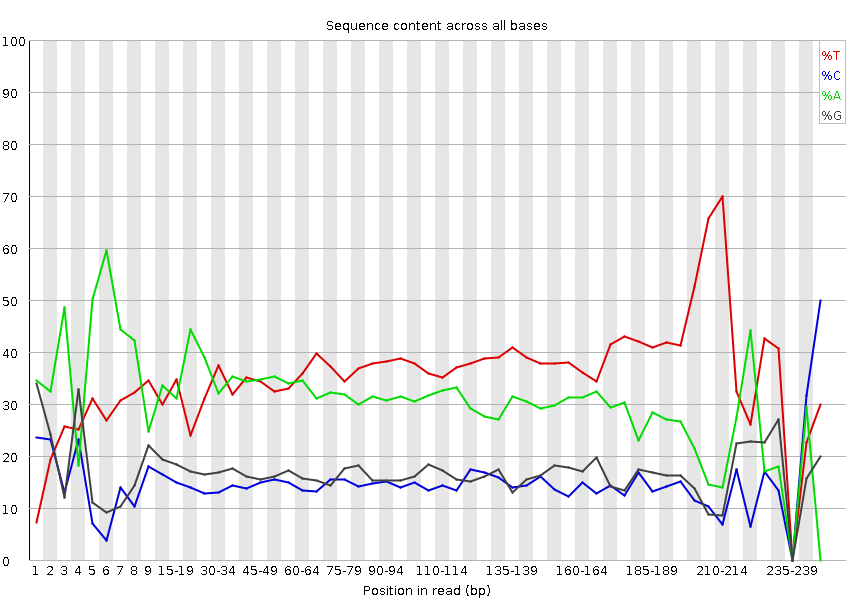 Sequence content across all bases
%T
%C
%A
%G
100
90
80
70
60
50
40
30
20
10
0
1 2 3 4 5 6 7 8 9 15-19 30-34 45-49 60-64 75-79 90-94 110-114 135-139 160-164 185-189 210-214 235-239
Position in read (bp)